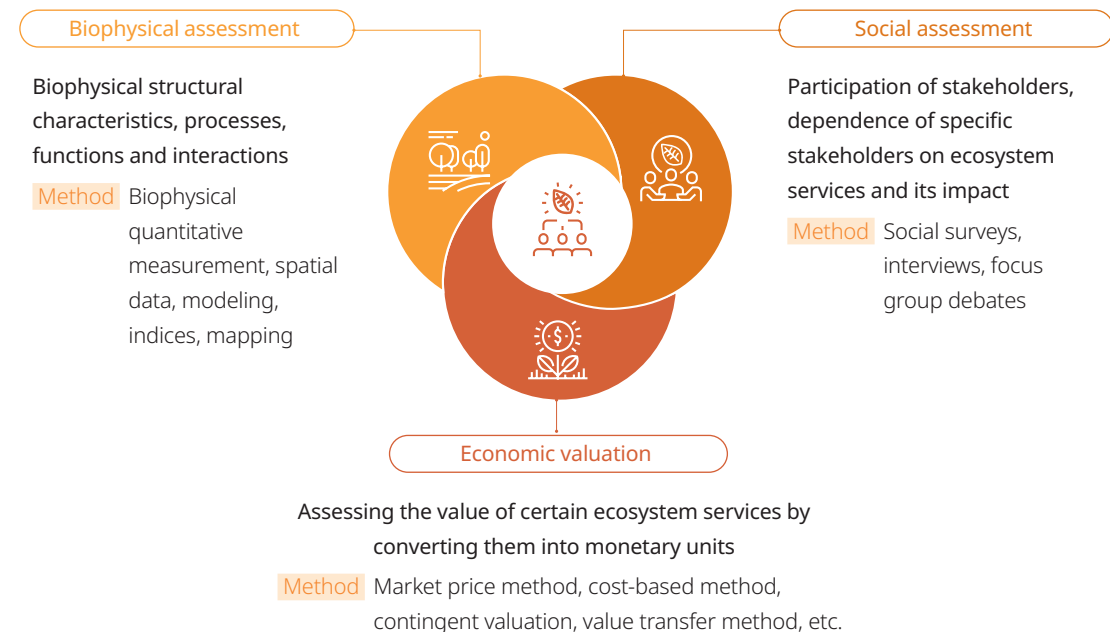 Biophysical assessment
Biophysical structural
characteristics, processes,
functions and interactions
Method Biophysical
quantitative
measurement, spatial
data, modeling,
indices, mapping
Social assessment
Participation of stakeholders,
dependence of specific
stakeholders on ecosystem
services and its impact
Method Social surveys,
interviews, focus
group debates
$
Economic valuation
Assessing the value of certain ecosystem services by
converting them into monetary units
Method Market price method, cost-based method,
contingent valuation, value transfer method, etc.